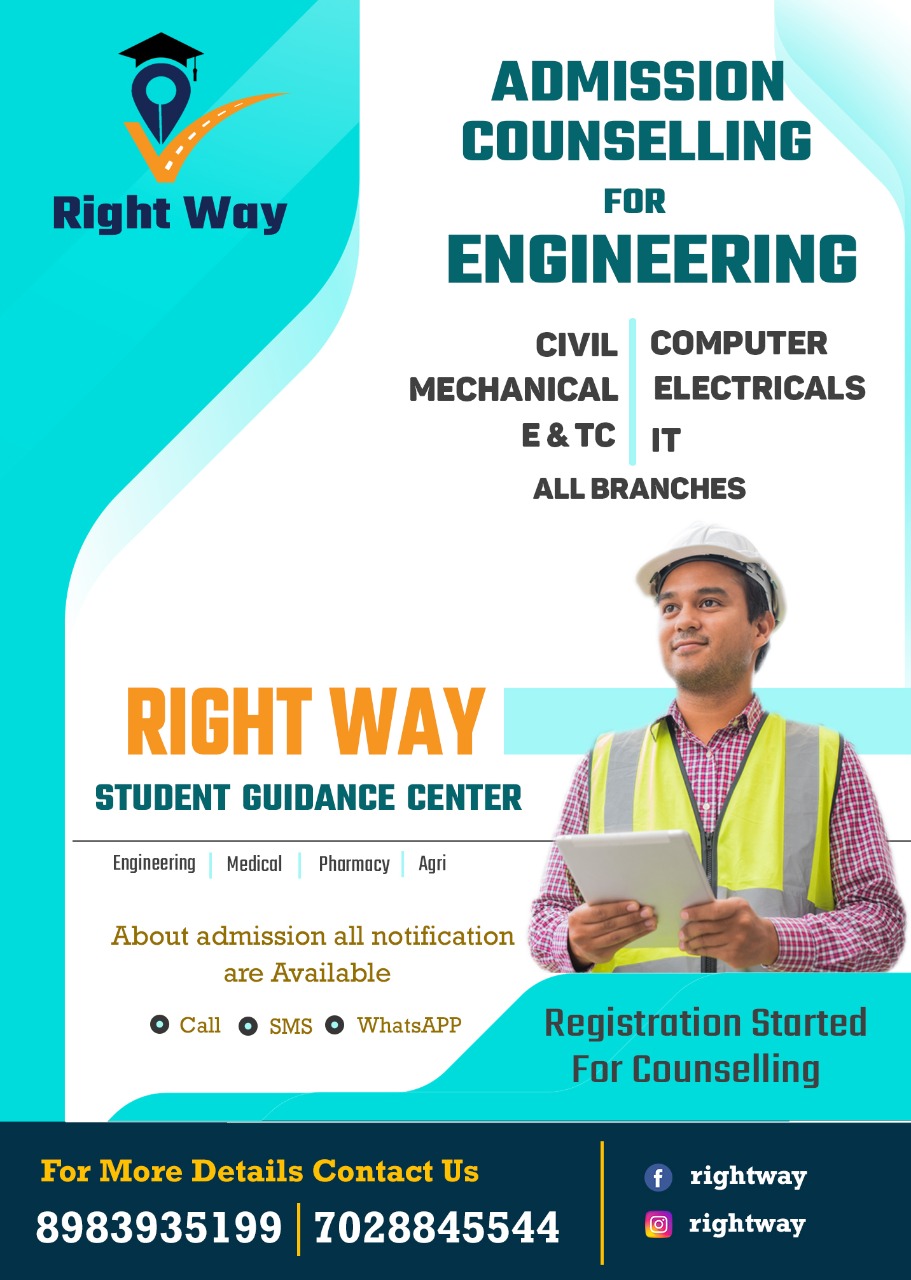 Right Way
ADMISSION
COUNSELLING
FOR
ENGINEERING
CIVIL
MECHANICAL
E & TC
COMPUTER
ELECTRICALS
IT
ALL BRANCHES
RIGHT WAY
STUDENT GUIDANCE CENTER
Engineering | Medical | Pharmacy | Agri
About admission all notification
are Available
Call SMS WhatsAPP
Registration Started
For Counselling
For More Details Contact Us
8983935199 | 7028845544
rightway
rightway